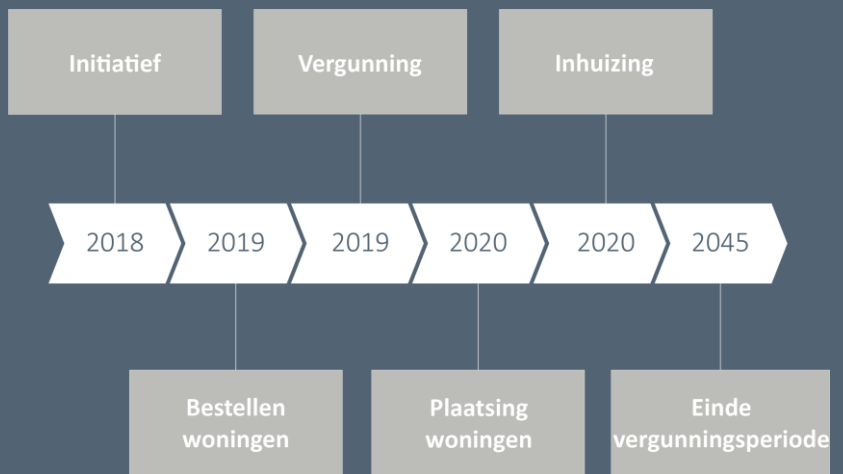 Initiatief
Vergunning
Inhuizing
2018
2019
2019
2020
2020
2045
Bestellen
woningen
Plaatsing
woningen
Einde
vergunningsperiode